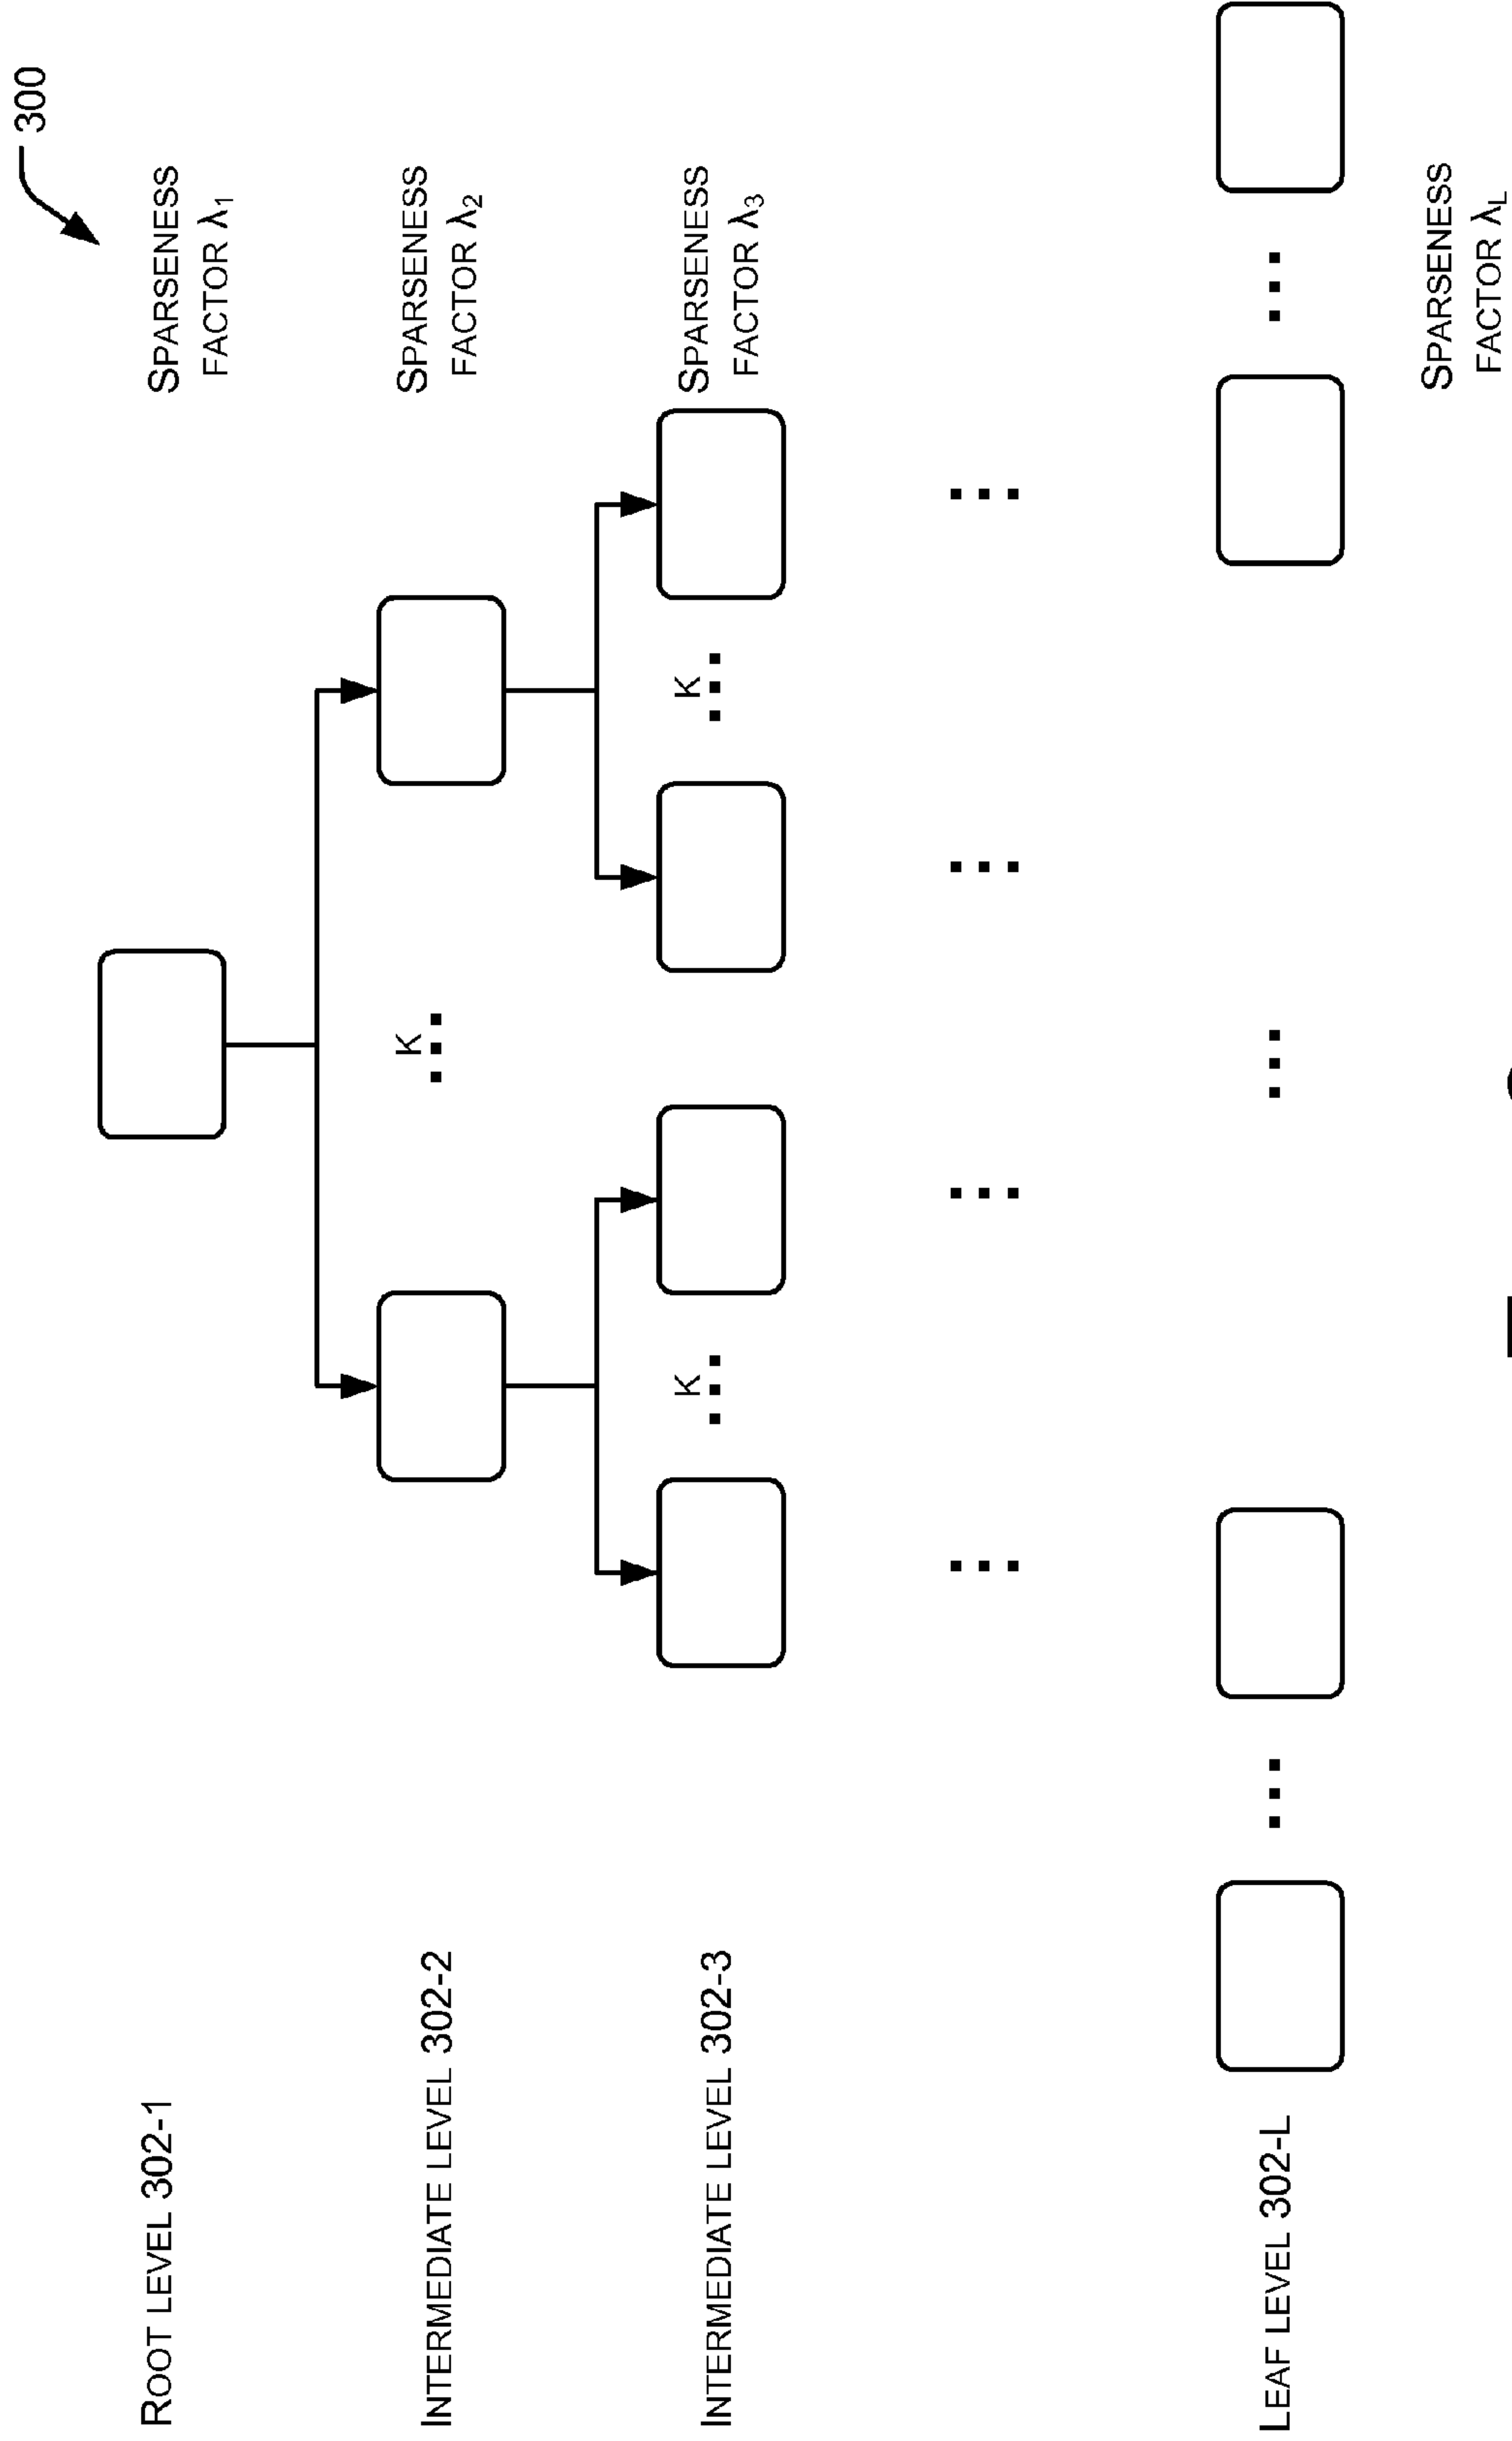 300
ROOT LEVEL 302-1
SPARSENESS
FACTOR λ1
INTERMEDIATE LEVEL 302-2
K
SPARSENESS
FACTOR λ2
INTERMEDIATE LEVEL 302-3
K
K
SPARSENESS
FACTOR λ3
LEAF LEVEL 302-L
SPARSENESS
FACTOR λL